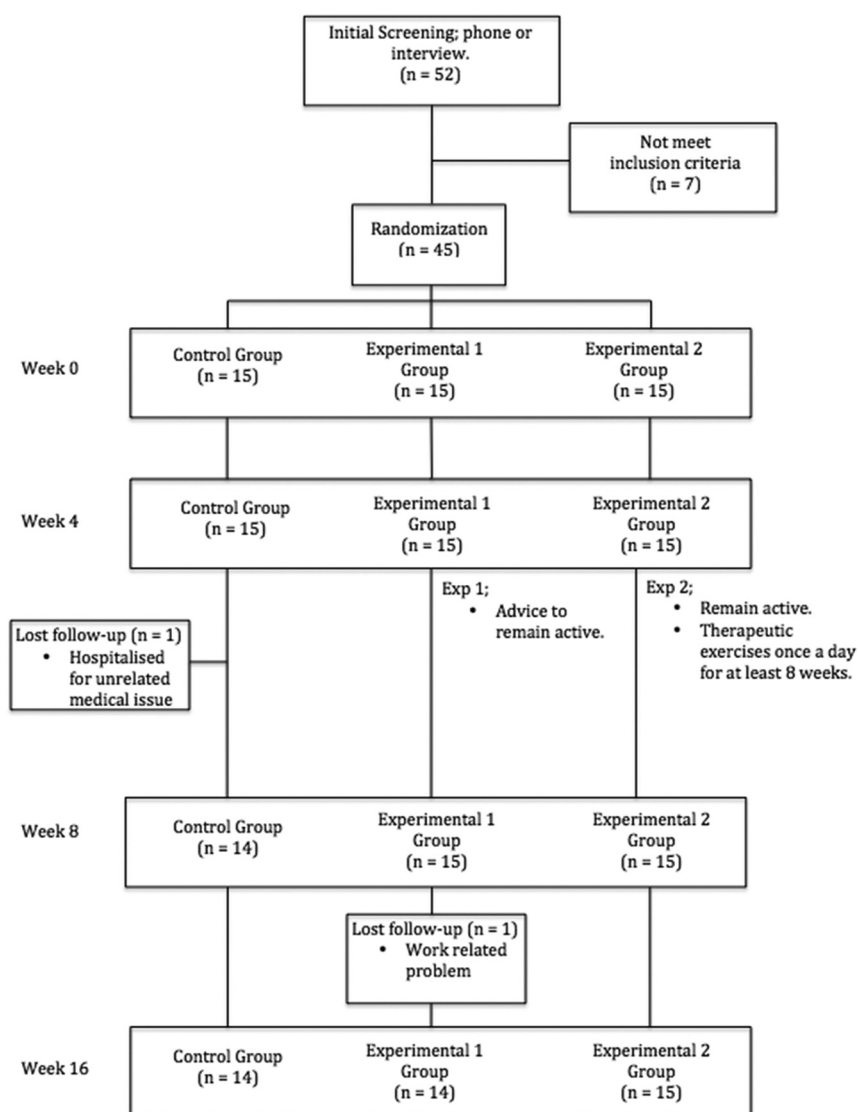 Initial Screening; phone or
interview.
(n = 52)
Not meet
inclusion criteria
(n = 7)
Randomization
(n = 45)
Week 0
Control Group
(n = 15)
Experimental 1
Group
(n = 15)
Experimental 2
Group
(n = 15)
Week 4
Control Group
(n = 15)
Experimental 1
Group
(n = 15)
Experimental 2
Group
(n = 15)
Exp 1;
• Advice to
remain active.
Exp 2;
• Remain active.
• Therapeutic
exercises once a day
for at least 8 weeks.
Lost follow-up (n = 1)
• Hospitalised
for unrelated
medical issue
Week 8
Control Group
(n = 14)
Experimental 1
Group
(n = 15)
Experimental 2
Group
(n = 15)
Lost follow-up (n = 1)
• Work related
problem
Week 16
Control Group
(n = 14)
Experimental 1
Group
(n = 14)
Experimental 2
Group
(n = 15)